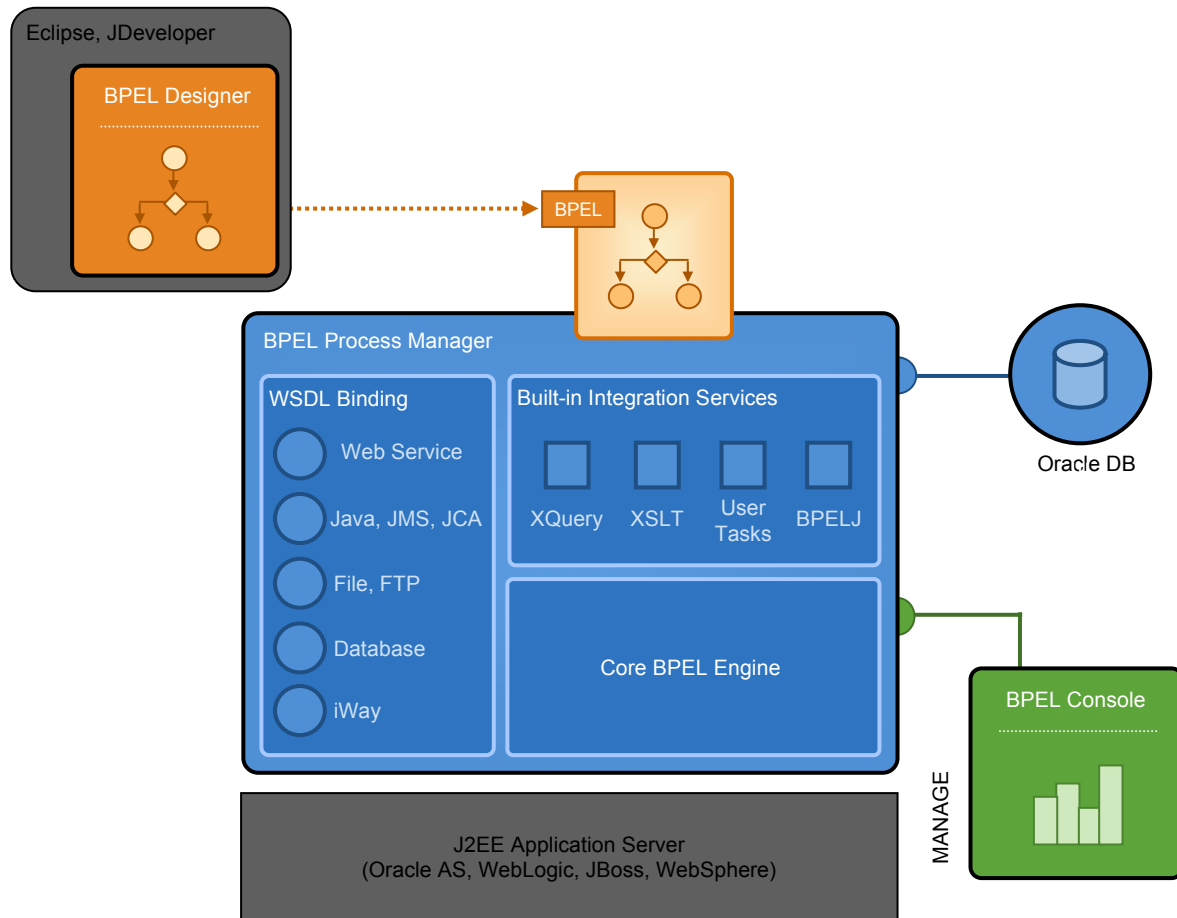 Eclipse, JDeveloper
BPEL Designer
BPEL
BPEL Process Manager
WSDL Binding
Web Service
Java, JMS, JCA
File, FTP
Database
iWay
Built-in Integration Services
XQuery
XSLT
User
Tasks
BPELJ
Core BPEL Engine
Oracle DB
BPEL Console
MANAGE
J2EE Application Server
(Oracle AS, WebLogic, JBoss, WebSphere)